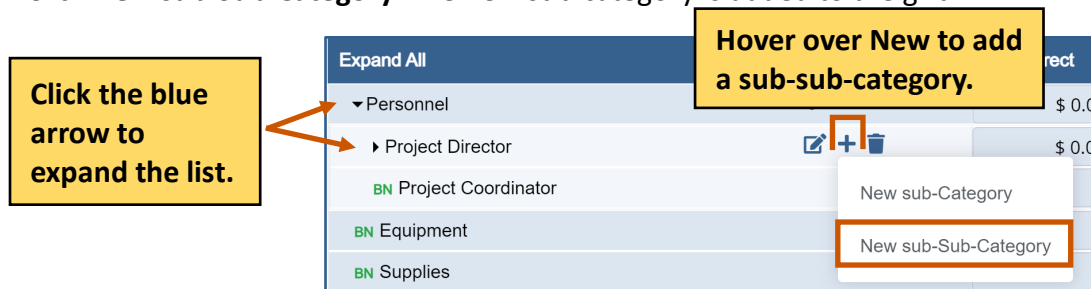 Hover over New to add
a sub-sub-category.
Click the blue
arrow to
expand the list.
Expand All
rect
Personnel
$ 0.0
Project Director
$ 0.0
BN Project Coordinator
New sub-Category
BN Equipment
New sub-Sub-Category
BN Supplies